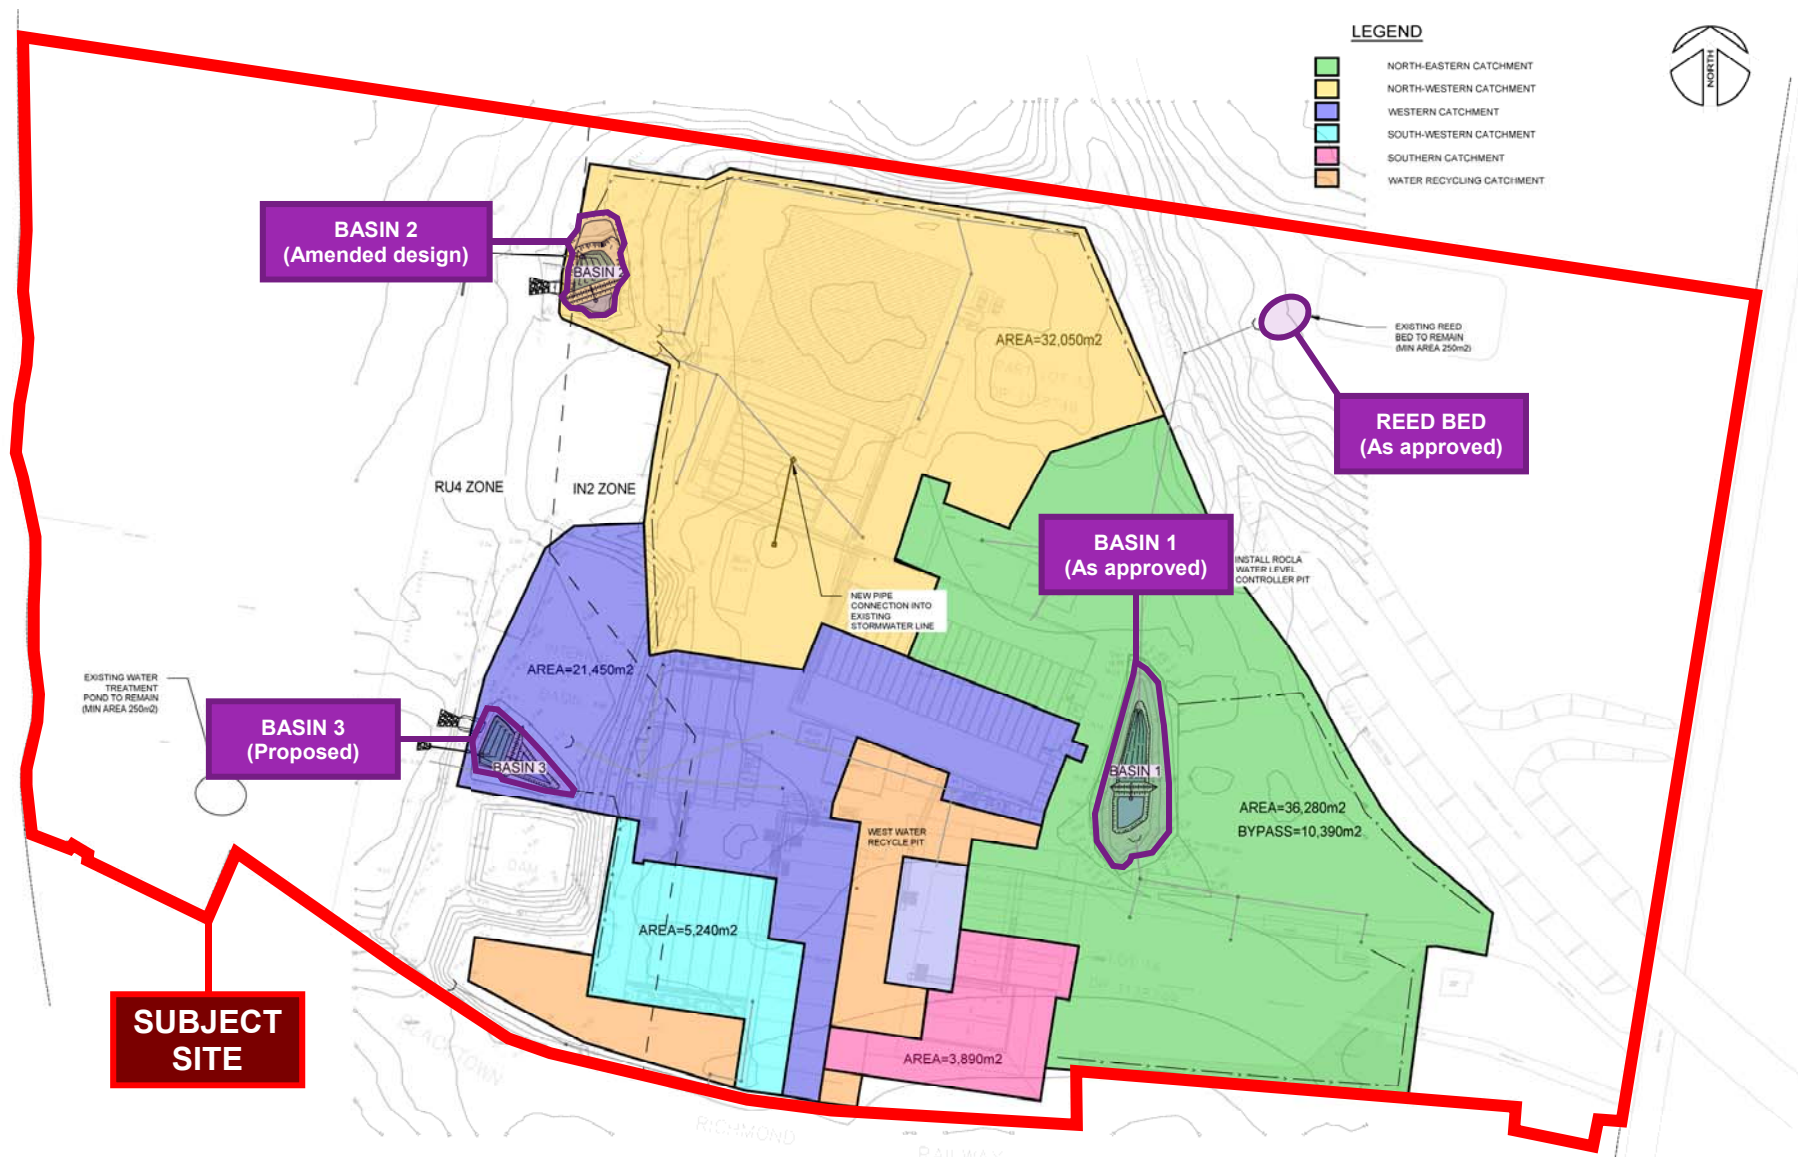 LEGEND
NORTH-EASTERN CATCHMENT
NORTH-WESTERN CATCHMENT
WESTERN CATCHMENT
SOUTH-WESTERN CATCHMENT
SOUTHERN CATCHMENT
WATER RECYCLING CATCHMENT
NORTH
BASIN 2
(Amended design)
BASIN 2
AREA=32,050m2
EXISTING REED
BED TO REMAIN
(MIN AREA 250m2)
REED BED
(As approved)
RU4 ZONE
IN2 ZONE
BASIN 1
(As approved)
INSTALL ROCLA
WATER LEVEL
CONTROLLER PIT
NEW PIPE
CONNECTION INTO
EXISTING
STORMWATER LINE
AREA=21,450m2
EXISTING WATER
TREATMENT
POND TO REMAIN
(MIN AREA 250m2)
BASIN 3
(Proposed)
BASIN 3
BASIN 1
AREA=36,280m2
BYPASS=10,390m2
WEST WATER
RECYCLE PIT
DAM
AREA=5,240m2
SUBJECT
SITE
AREA=3,890m2
BLACKTOWN
RICHMOND
RAILWAY